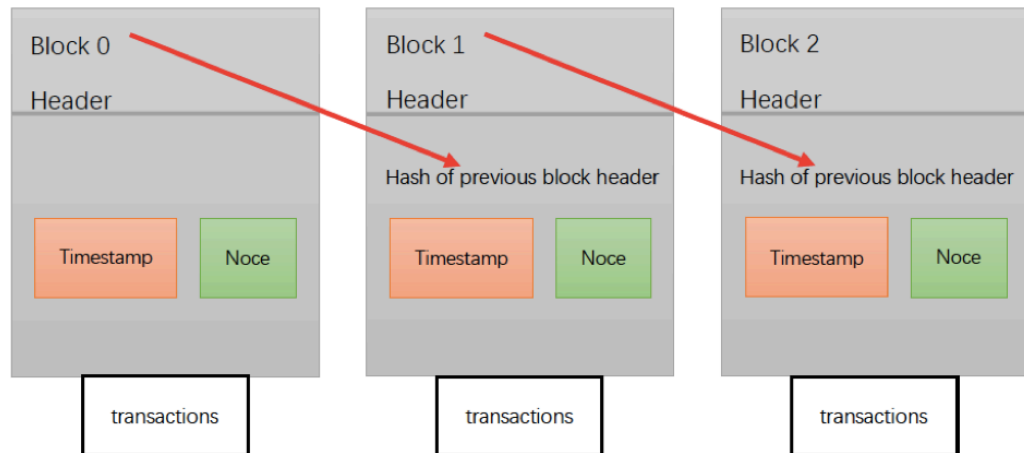 Block 0
Header
Timestamp
Noce
transactions
Block 1
Header
Hash of previous block header
Timestamp
Noce
transactions
Block 2
Header
Hash of previous block header
Timestamp
Noce
transactions